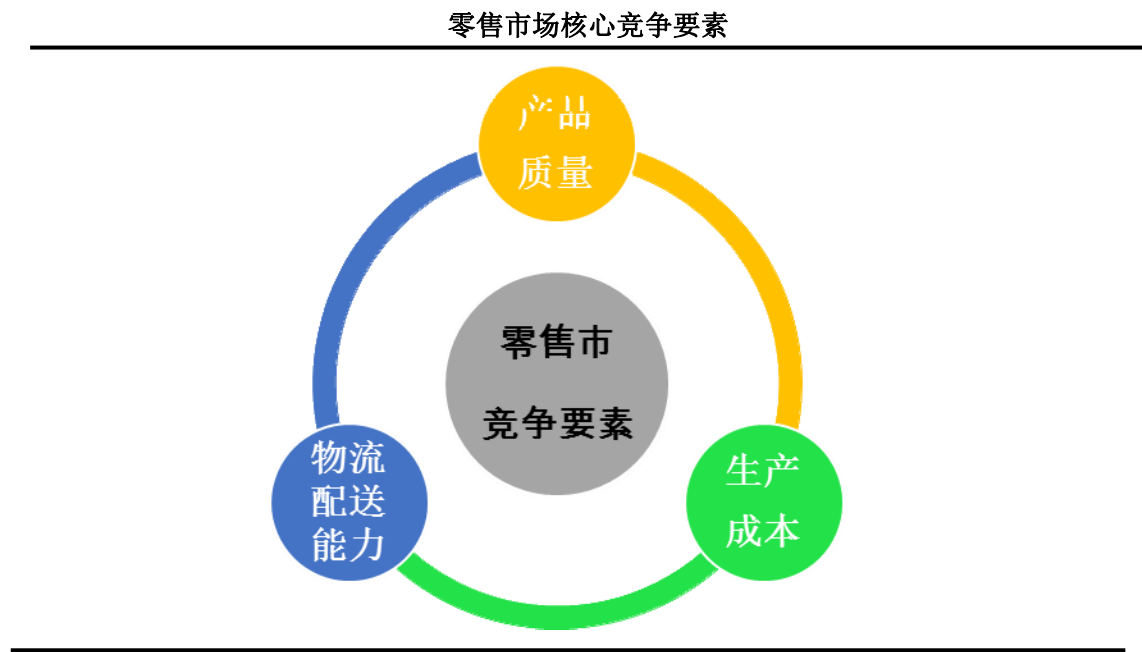 零售市场核心竞争要素
产品
质量
零售市
竞争要素
物流
配送
能力
生产
成本